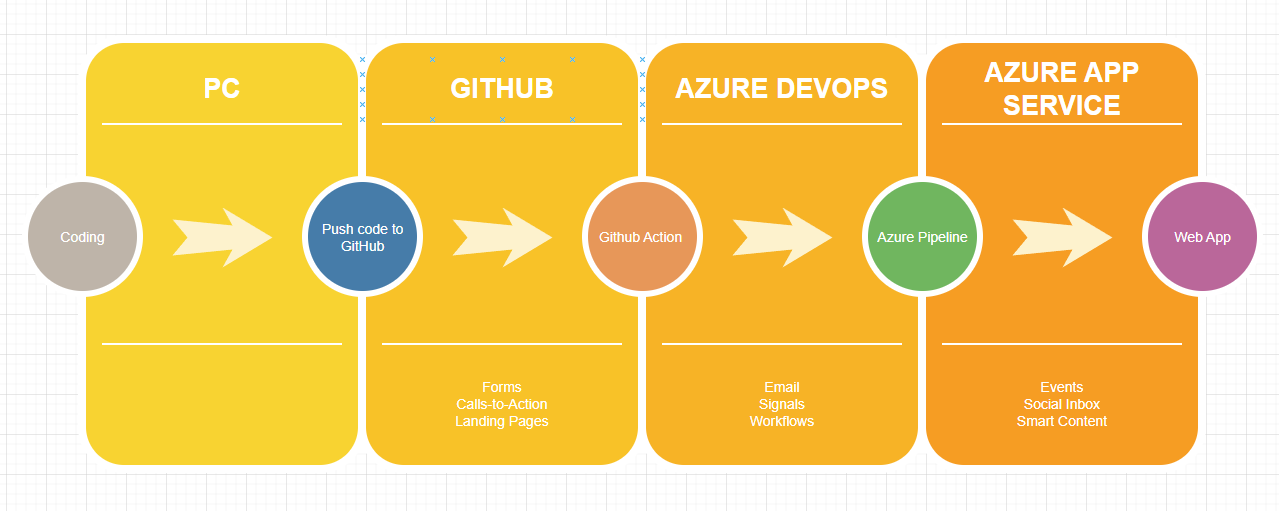 PC
GITHUB
AZURE DEVOPS
AZURE APP
SERVICE
Coding
Push code to
GitHub
Github Action
Azure Pipeline
Web App
Forms
Calls-to-Action
Landing Pages
Email
Signals
Workflows
Events
Social Inbox
Smart Content